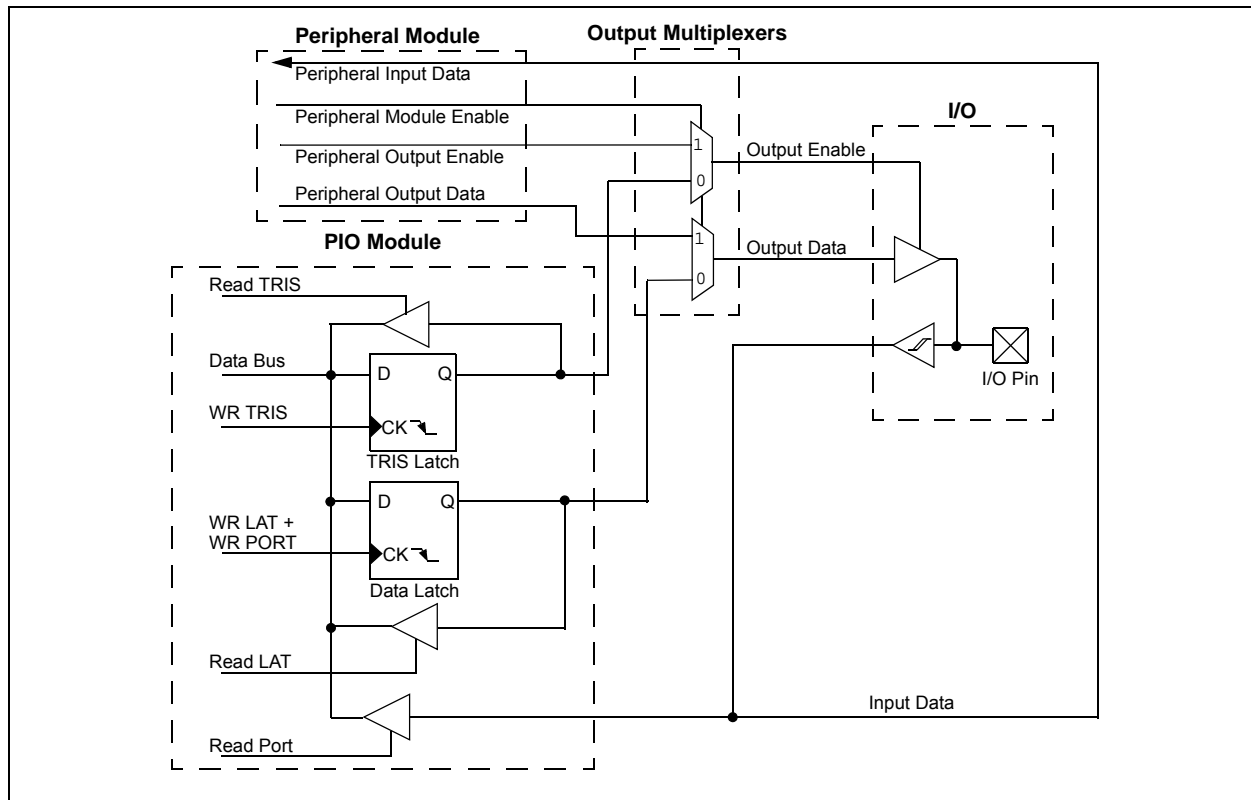 Peripheral Module
Output Multiplexers
Peripheral Input Data
Peripheral Module Enable
I/O
Peripheral Output Enable
1
Output Enable
0
Peripheral Output Data
PIO Module
1
Output Data
0
Read TRIS
Data Bus
D
Q
I/O Pin
WR TRIS
CK
TRIS Latch
D
Q
WR LAT +
WR PORT
CK
Data Latch
Read LAT
Input Data
Read Port